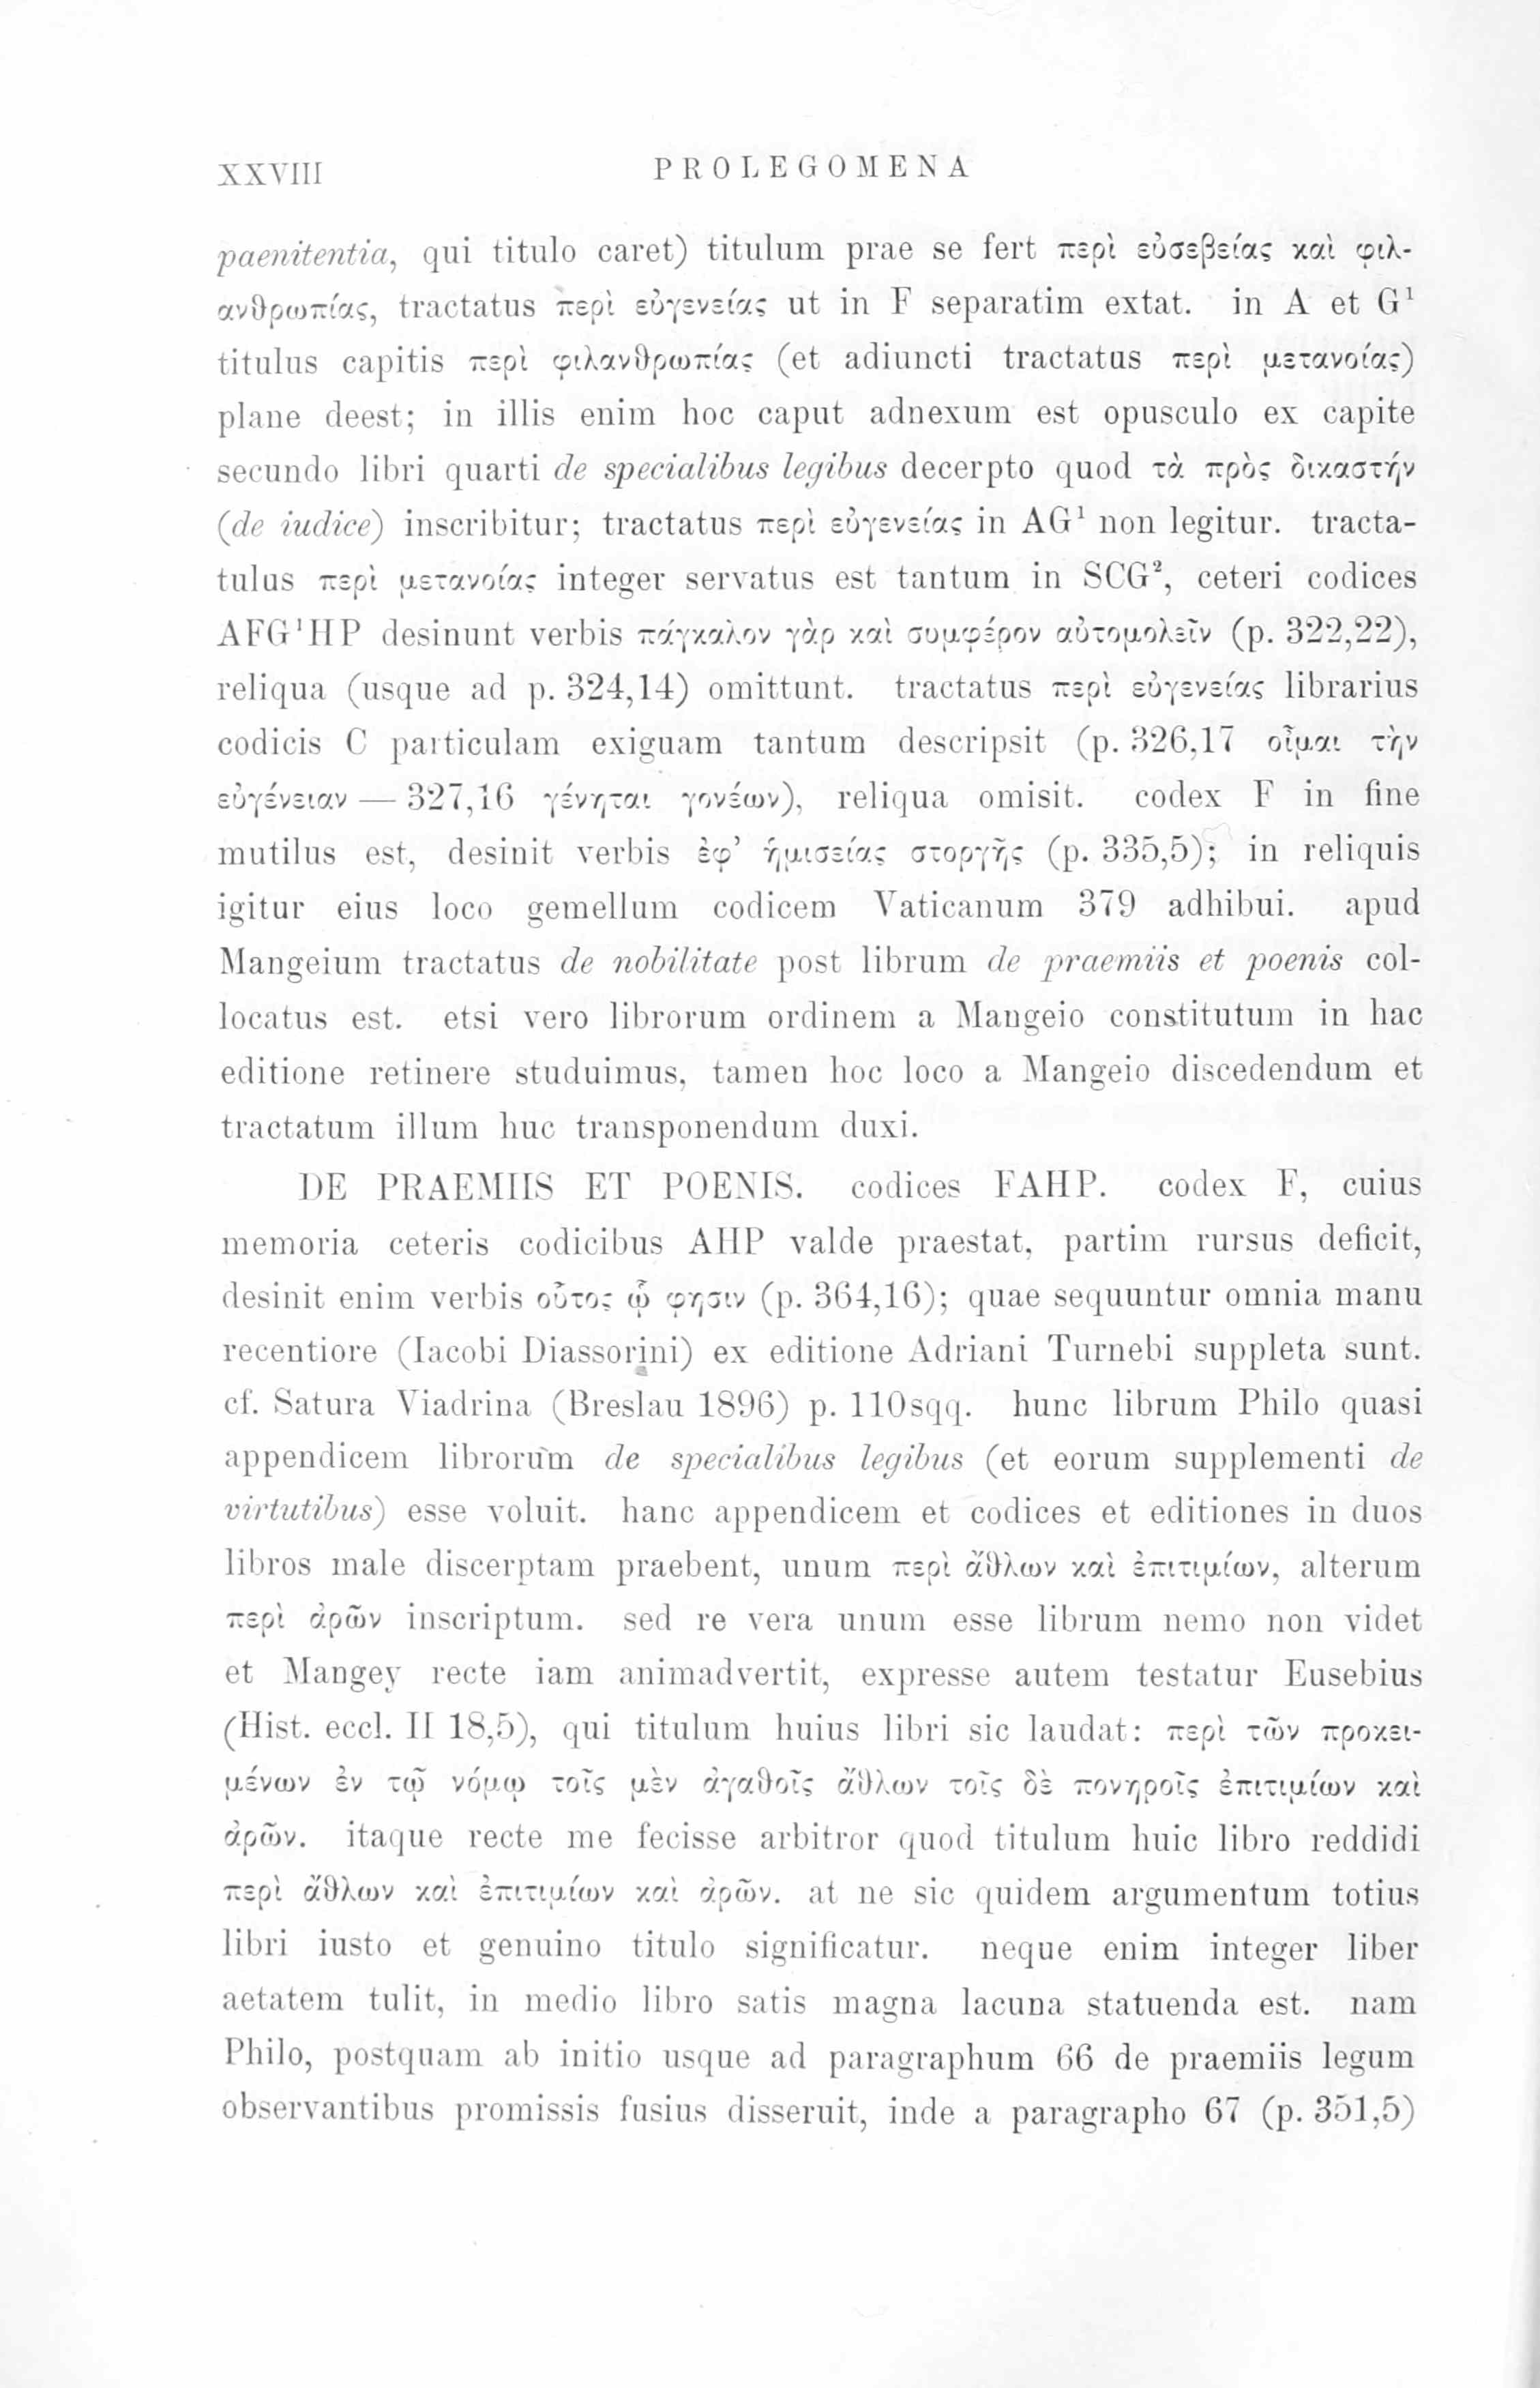 XXVIII PROLEGOMENA
paenitentia, qui titulo caret) titulum prae se fert περὶ εὐσεβείας καὶ φιλ-
ανθρωπίας, tractatus περὶ εὐγενείας ut in F separatim extat. in A et G¹
titulus capitis περὶ φιλανθρωπίας (et adiuncti tractatus περὶ μετανοίας)
plane deest; in illis enim hoc caput adnexum est opusculo ex capite
secundo libri quarti de specialibus legibus decerpto quod τὰ πρὸς δικαστήν
(de iudice) inscribitur; tractatus περὶ εὐγενείας in AG¹ non legitur. tracta-
tulus περὶ μετανοίας integer servatus est tantum in SCG², ceteri codices
AFG¹HP desinunt verbis πάγκαλον γὰρ καὶ συμφέρον αὐτομολεῖν (p. 322,22),
reliqua (usque ad p. 324,14) omittunt. tractatus περὶ εὐγενείας librarius
codicis C particulam exiguam tantum descripsit (p. 326,17 οἶμαι τὴν
εὐγένειαν — 327,16 γένηται γονέων), reliqua omisit. codex F in fine
mutilus est, desinit verbis ἐφ’ ἡμισείας στοργῆς (p. 335,5); in reliquis
igitur eius loco gemellum codicem Vaticanum 379 adhibui. apud
Mangeium tractatus de nobilitate post librum de praemiis et poenis col-
locatus est. etsi vero librorum ordinem a Mangeio constitutum in hac
editione retinere studuimus, tamen hoc loco a Mangeio discedendum et
tractatum illum huc transponendum duxi.
DE PRAEMIIS ET POENIS. codices FAHP. codex F, cuius
memoria ceteris codicibus AHP valde praestat, partim rursus deficit,
desinit enim verbis οὗτος ᾧ φησιν (p. 364,16); quae sequuntur omnia manu
recentiore (Iacobi Diassorini) ex editione Adriani Turnebi suppleta sunt.
cf. Satura Viadrina (Breslau 1896) p. 110sqq. hunc librum Philo quasi
appendicem librorum de specialibus legibus (et eorum supplementi de
virtutibus) esse voluit. hanc appendicem et codices et editiones in duos
libros male discerptam praebent, unum περὶ ἄθλων καὶ ἐπιτιμίων, alterum
περὶ ἀρῶν inscriptum. sed re vera unum esse librum nemo non videt
et Mangey recte iam animadvertit, expresse autem testatur Eusebius
(Hist. eccl. II 18,5), qui titulum huius libri sic laudat: περὶ τῶν προκει-
μένων ἐν τῷ νόμῳ τοῖς μὲν ἀγαθοῖς ἄθλων τοῖς δὲ πονηροῖς ἐπιτιμίων καὶ
ἀρῶν. itaque recte me fecisse arbitror quod titulum huic libro reddidi
περὶ ἄθλων καὶ ἐπιτιμίων καὶ ἀρῶν. at ne sic quidem argumentum totius
libri iusto et genuino titulo significatur. neque enim integer liber
aetatem tulit, in medio libro satis magna lacuna statuenda est. nam
Philo, postquam ab initio usque ad paragraphum 66 de praemiis legum
observantibus promissis fusius disseruit, inde a paragrapho 67 (p. 351,5)